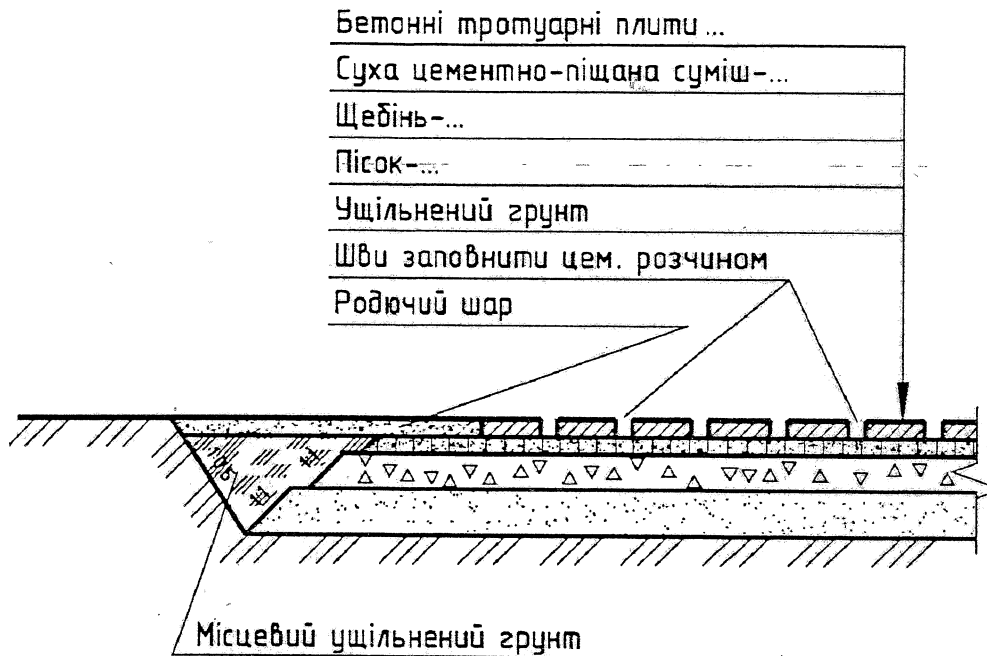 Бетонні тротуарні плити ...
Суха цементно-піщана суміш-...
Щебінь-...
Пісок-...
Ущільнений грунт
Шви заповнити цем. розчином
Родючий шар
Місцевий ущільнений грунт